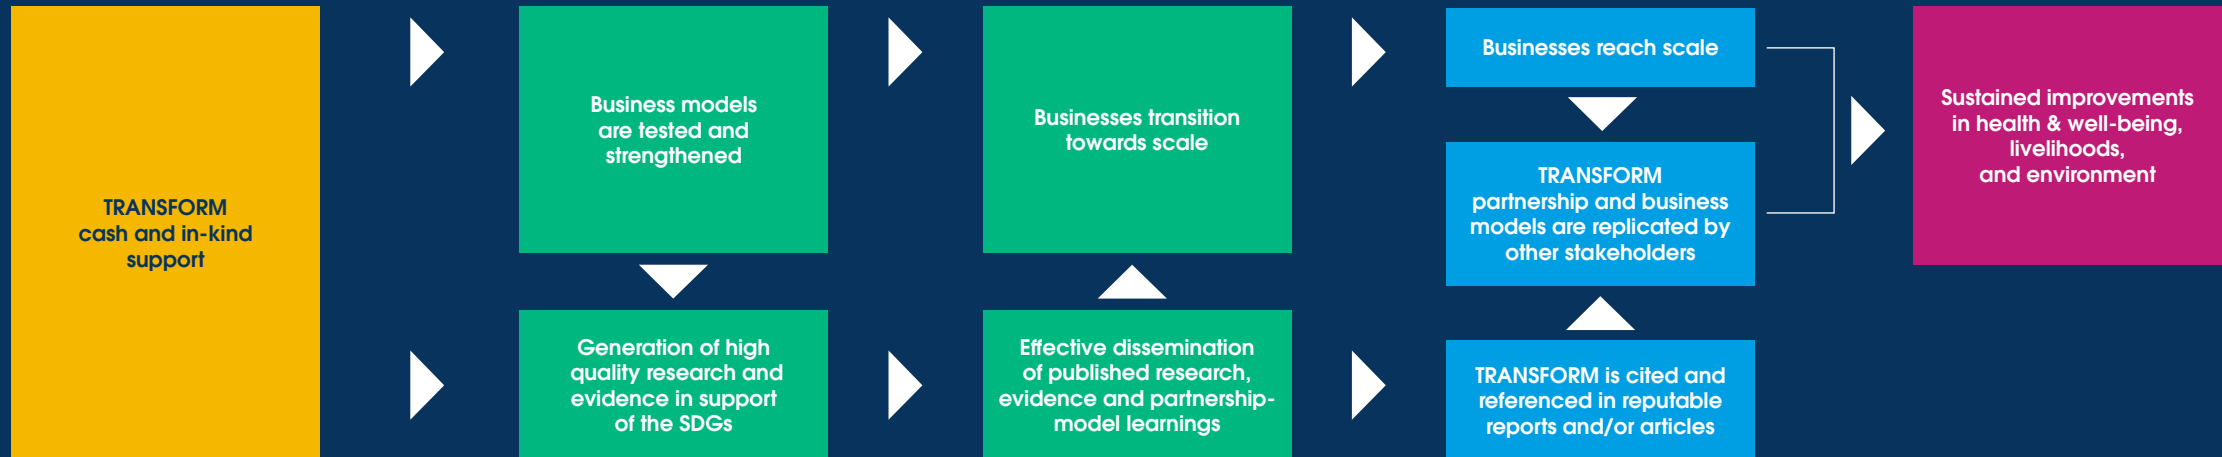 TRANSFORM
cash and in-kind
support
Business models
are tested and
strengthened
Generation of high
quality research and
evidence in support
of the SDGs
Businesses transition
towards scale
Effective dissemination
of published research,
evidence and partnership-
model learnings
Businesses reach scale
TRANSFORM
partnership and business
models are replicated by
other stakeholders
TRANSFORM is cited and
referenced in reputable
reports and/or articles
Sustained improvements
in health & well-being,
livelihoods,
and environment